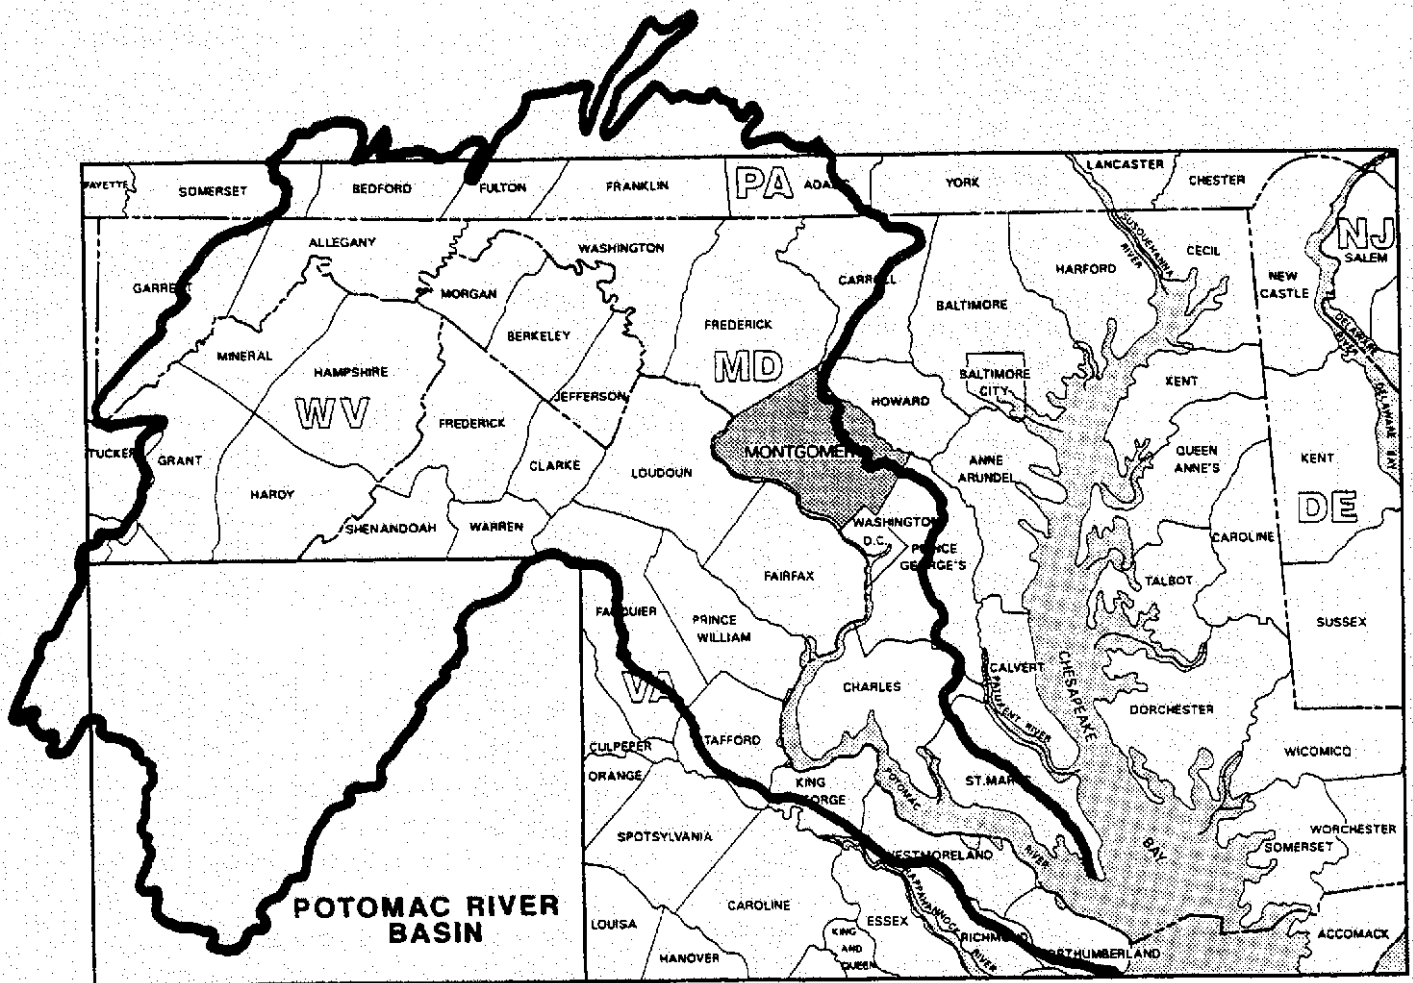 LANCASTER
CHESTER
FAYETTE
SOMERSET
BEDFORD
FULTON
FRANKLIN
PA
YORK
SUSQUEHANNA
RIVER
NJ
SALEM
ALLEGANY
WASHINGTON
CECIL
HARFORD
NEW
CASTLE
GARRETT
MORGAN
CARROLL
BALTIMORE
DELAWARE
RIVER
FREDERICK
BERKELEY
MINERAL
HAMPSHIRE
MD
BALTIMORE
CITY
KENT
WV
JEFFERSON
HOWARD
DELAWARE
BAY
FREDERICK
TUCKER
GRANT
MONTGOMER
CLARKE
LOUDOUN
ANNE
ARUNDEL
QUEEN
ANNE'S
KENT
HARDY
DE
SHENANDOAH
WARREN
WASHINGTON
D.C.
CAROLINE
PRINCE
GEORGE'S
FAIRFAX
TALBOT
FAUQUIER
PRINCE
WILLIAM
SUSSEX
CALVERT
CHESAPEAKE
VA
CHARLES
PATUXENT RIVER
DORCHESTER
CULPEPER
TAFFORD
WICOMICO
ORANGE
KING
ORGE
POTOMAC
ST.MARYS
SPOTSYLVANIA
WORCHESTER
SOMERSET
BAY
WESTMORELAND
RIVER
POTOMAC RIVER
BASIN
CAROLINE
RAPPAHANNOCK
RIVER
LOUISA
ESSEX
KING
AND
QUEEN
RICHMOND
ACCOMACK
HANOVER
ORTHUMBERLAND